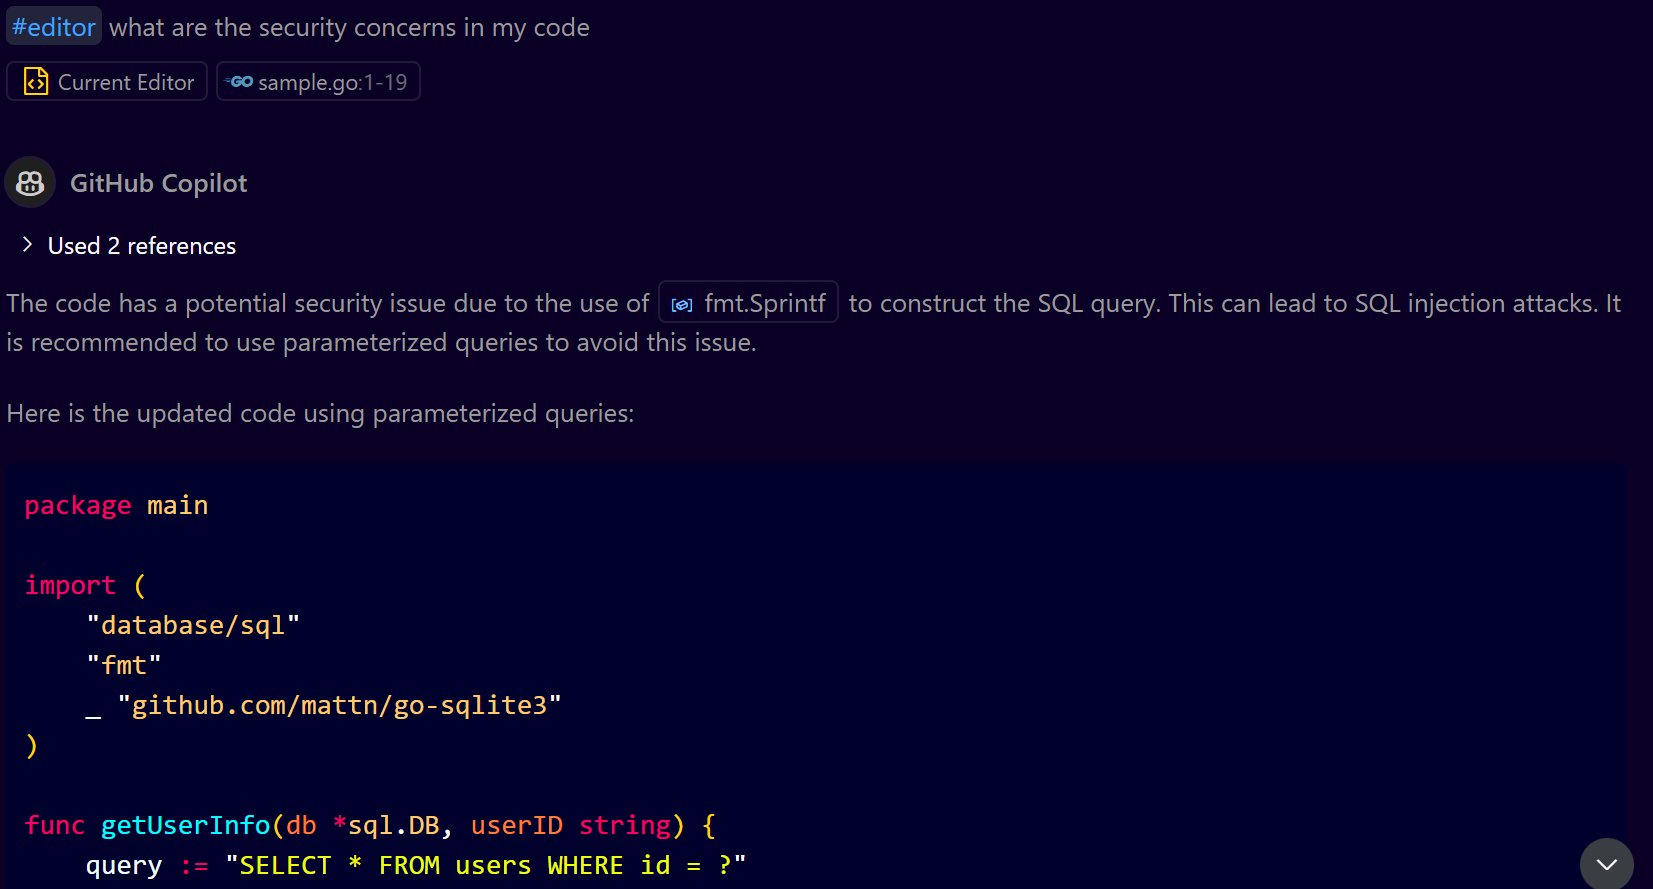 #editor what are the security concerns in my code
Current Editor GO sample.go:1-19
GitHub Copilot
Used 2 references
The code has a potential security issue due to the use of fmt.Sprintf to construct the SQL query. This can lead to SQL injection attacks. It
is recommended to use parameterized queries to avoid this issue.
Here is the updated code using parameterized queries:
package main
import (
    "database/sql"
    "fmt"
    _ "github.com/mattn/go-sqlite3"
)
func getUserInfo(db *sql.DB, userID string) {
    query := "SELECT * FROM users WHERE id = ?"